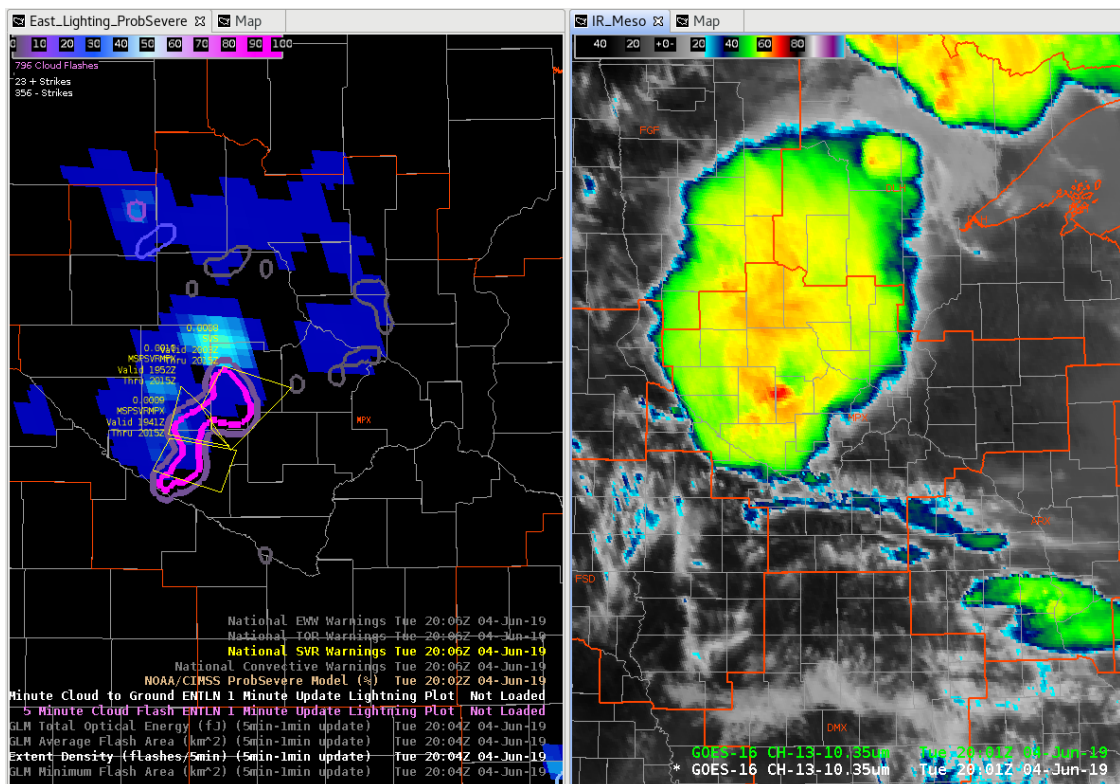 East_Lighting_ProbSevere Map
0 10 20 30 40 50 60 70 80 90 100
796 Cloud Flashes
23 + Strikes
356 - Strikes
0.0008
Valid 2003Z
Thru 2015Z
MSPSVRMPX
Valid 1952Z
Thru 2015Z
0.0009
MSPSVRMPX
Valid 1941Z
Thru 2015Z
MPX
National EWW Warnings Tue 20:06Z 04-Jun-19
National TOR Warnings Tue 20:06Z 04-Jun-19
National SVR Warnings Tue 20:06Z 04-Jun-19
National Convective Warnings Tue 20:06Z 04-Jun-19
NOAA/CIMSS ProbSevere Model (%) Tue 20:02Z 04-Jun-19
Minute Cloud to Ground ENTLN 1 Minute Update Lightning Plot Not Loaded
5 Minute Cloud Flash ENTLN 1 Minute Update Lightning Plot Not Loaded
GLM Total Optical Energy (fJ) (5min-1min update) Tue 20:04Z 04-Jun-19
GLM Average Flash Area (km^2) (5min-1min update) Tue 20:04Z 04-Jun-19
Extent Density (flashes/5min) (5min-1min update) Tue 20:04Z 04-Jun-19
GLM Minimum Flash Area (km^2) (5min-1min update) Tue 20:04Z 04-Jun-19
IR_Meso Map
40 20 +0- 20 40 60 80
FGF
FSD
DMX
GOES-16 CH-13-10.35um Tue 20:01Z 04-Jun-19
* GOES-16 CH-13-10.35um Tue 20:01Z 04-Jun-19